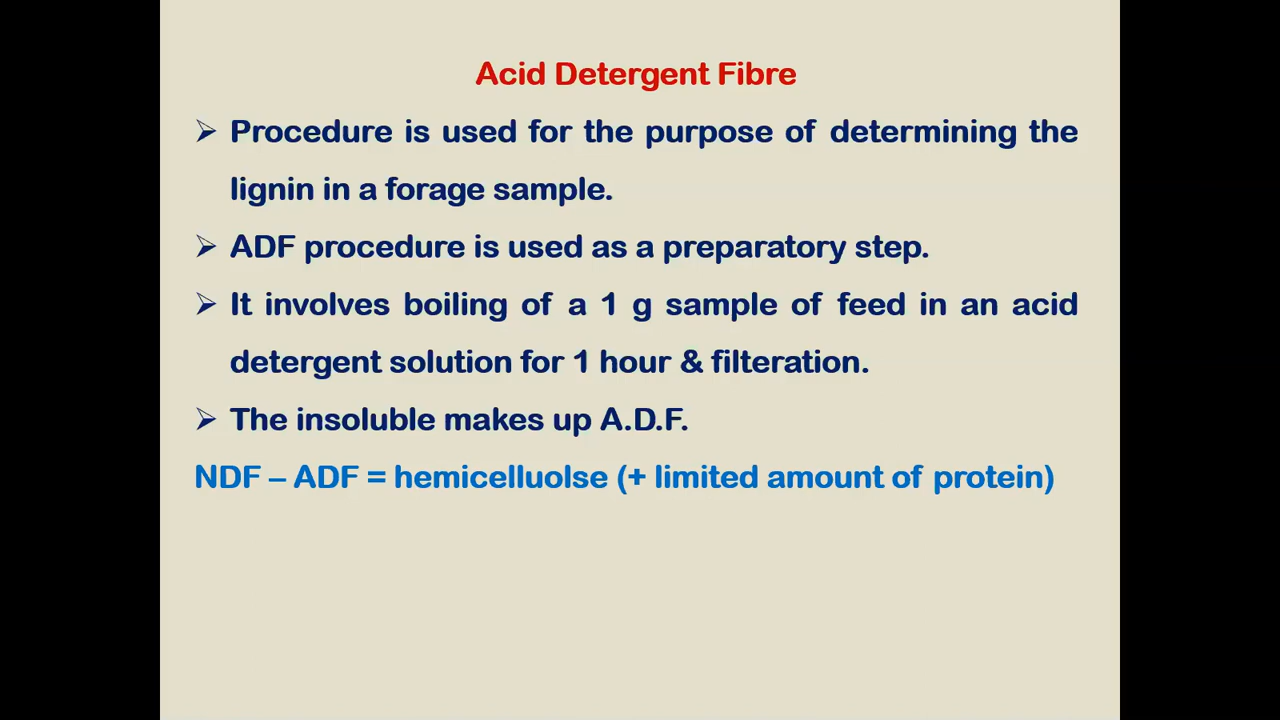 Acid Detergent Fibre
➢ Procedure is used for the purpose of determining the
lignin in a forage sample.
➢ ADF procedure is used as a preparatory step.
➢ It involves boiling of a 1 g sample of feed in an acid
detergent solution for 1 hour & filteration.
➢ The insoluble makes up A.D.F.
NDF – ADF = hemicelluolse (+ limited amount of protein)